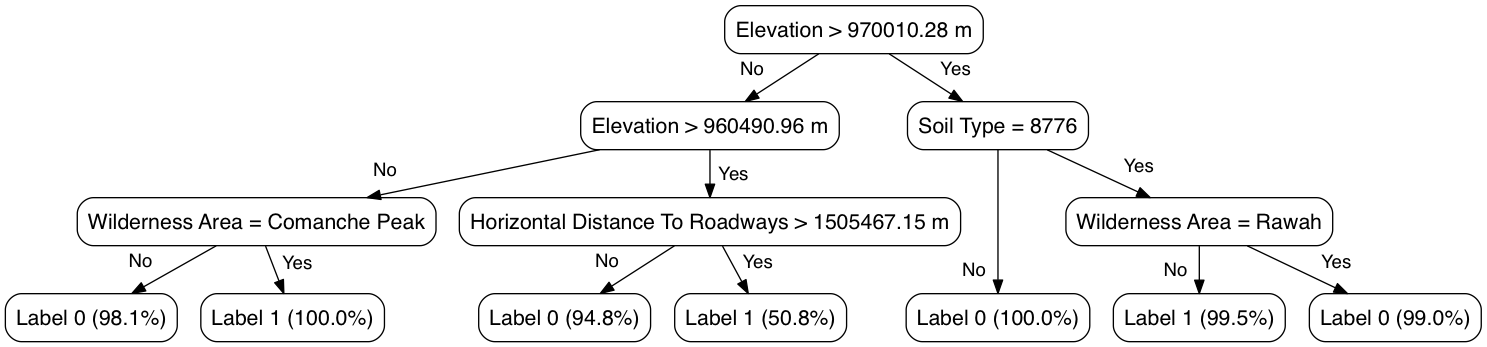 Elevation > 970010.28 m
No
Yes
Elevation > 960490.96 m
Soil Type = 8776
No
Yes
Yes
Wilderness Area = Comanche Peak
Horizontal Distance To Roadways > 1505467.15 m
Wilderness Area = Rawah
No
Yes
No
Yes
No
No
Yes
Label 0 (98.1%)
Label 1 (100.0%)
Label 0 (94.8%)
Label 1 (50.8%)
Label 0 (100.0%)
Label 1 (99.5%)
Label 0 (99.0%)